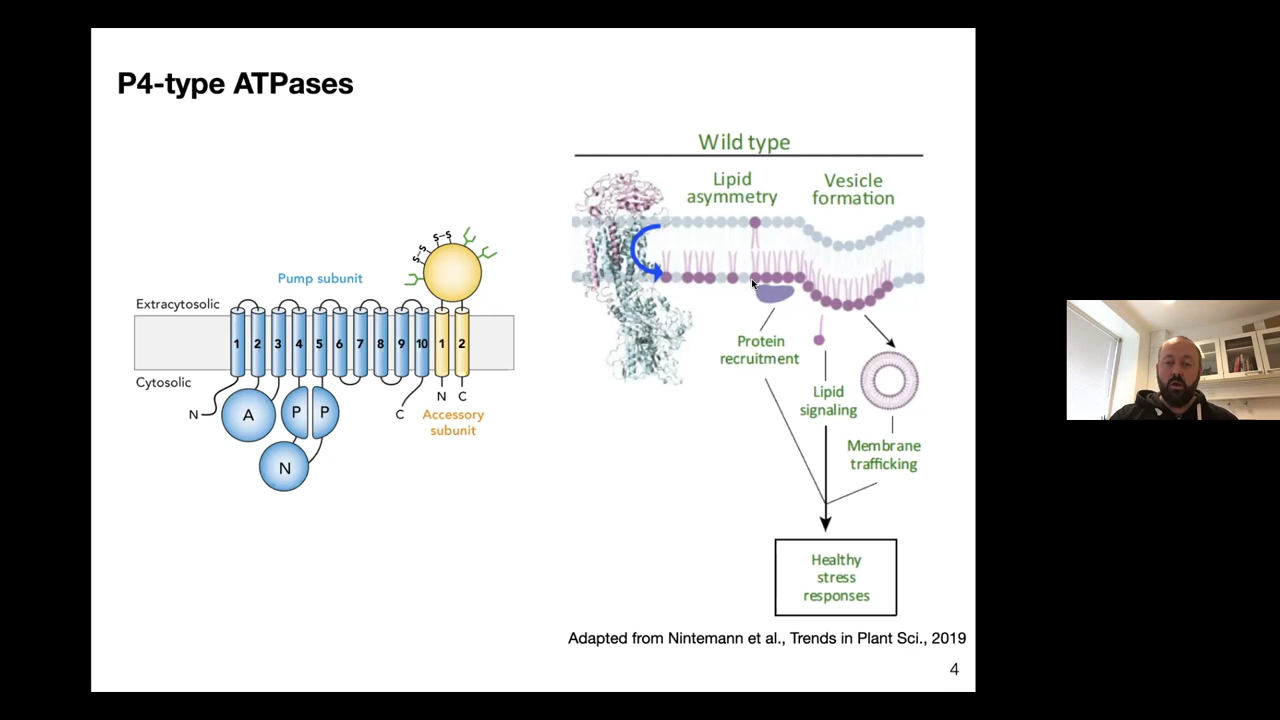 P4-type ATPases
Pump subunit
Extracytosolic
S-S
S-S
1 2 3 4 5 6 7 8 9 10 1 2
Cytosolic
N
A
P P
N
C
N C
Accessory
subunit
Wild type
Lipid
asymmetry
Vesicle
formation
Protein
recruitment
Lipid
signaling
Membrane
trafficking
Healthy
stress
responses
Adapted from Nintemann et al., Trends in Plant Sci., 2019
4